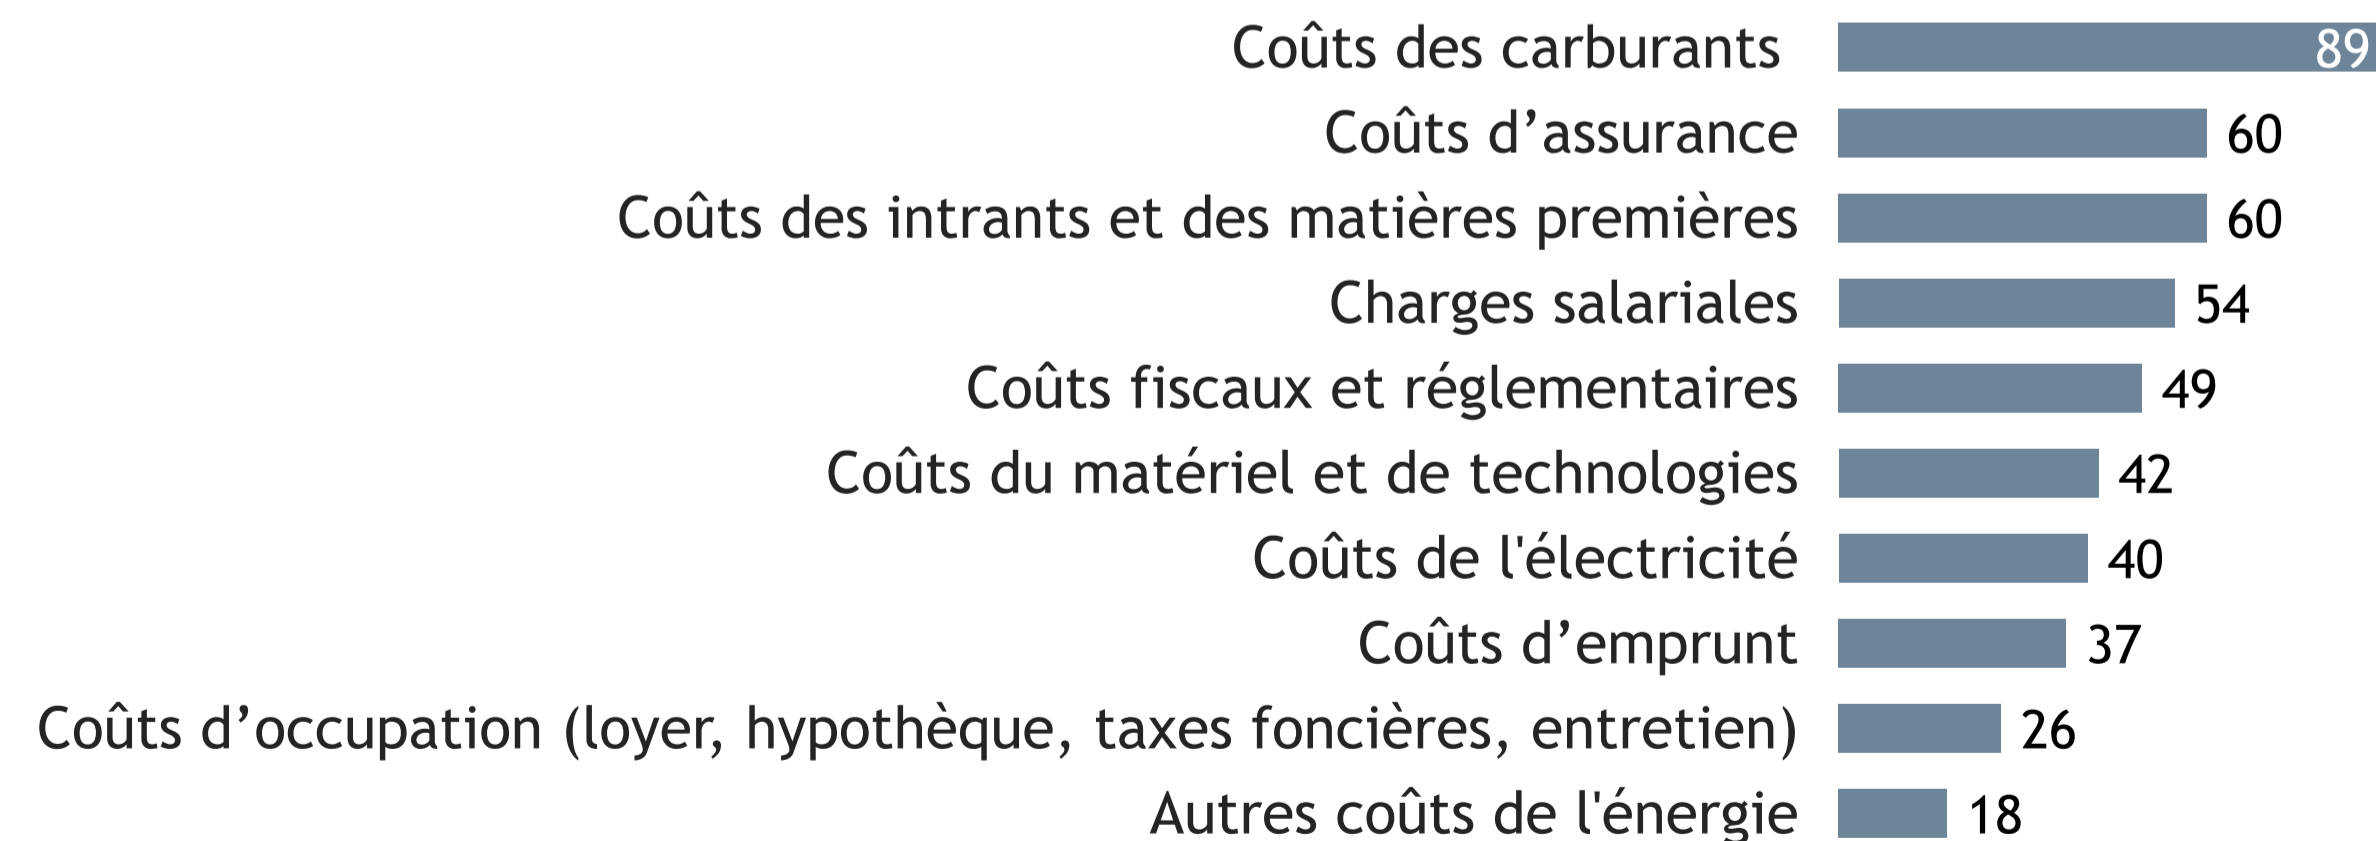 Coûts des carburants 89
Coûts d’assurance 60
Coûts des intrants et des matières premières 60
Charges salariales 54
Coûts fiscaux et réglementaires 49
Coûts du matériel et de technologies 42
Coûts de l'électricité 40
Coûts d’emprunt 37
Coûts d’occupation (loyer, hypothèque, taxes foncières, entretien) 26
Autres coûts de l'énergie 18